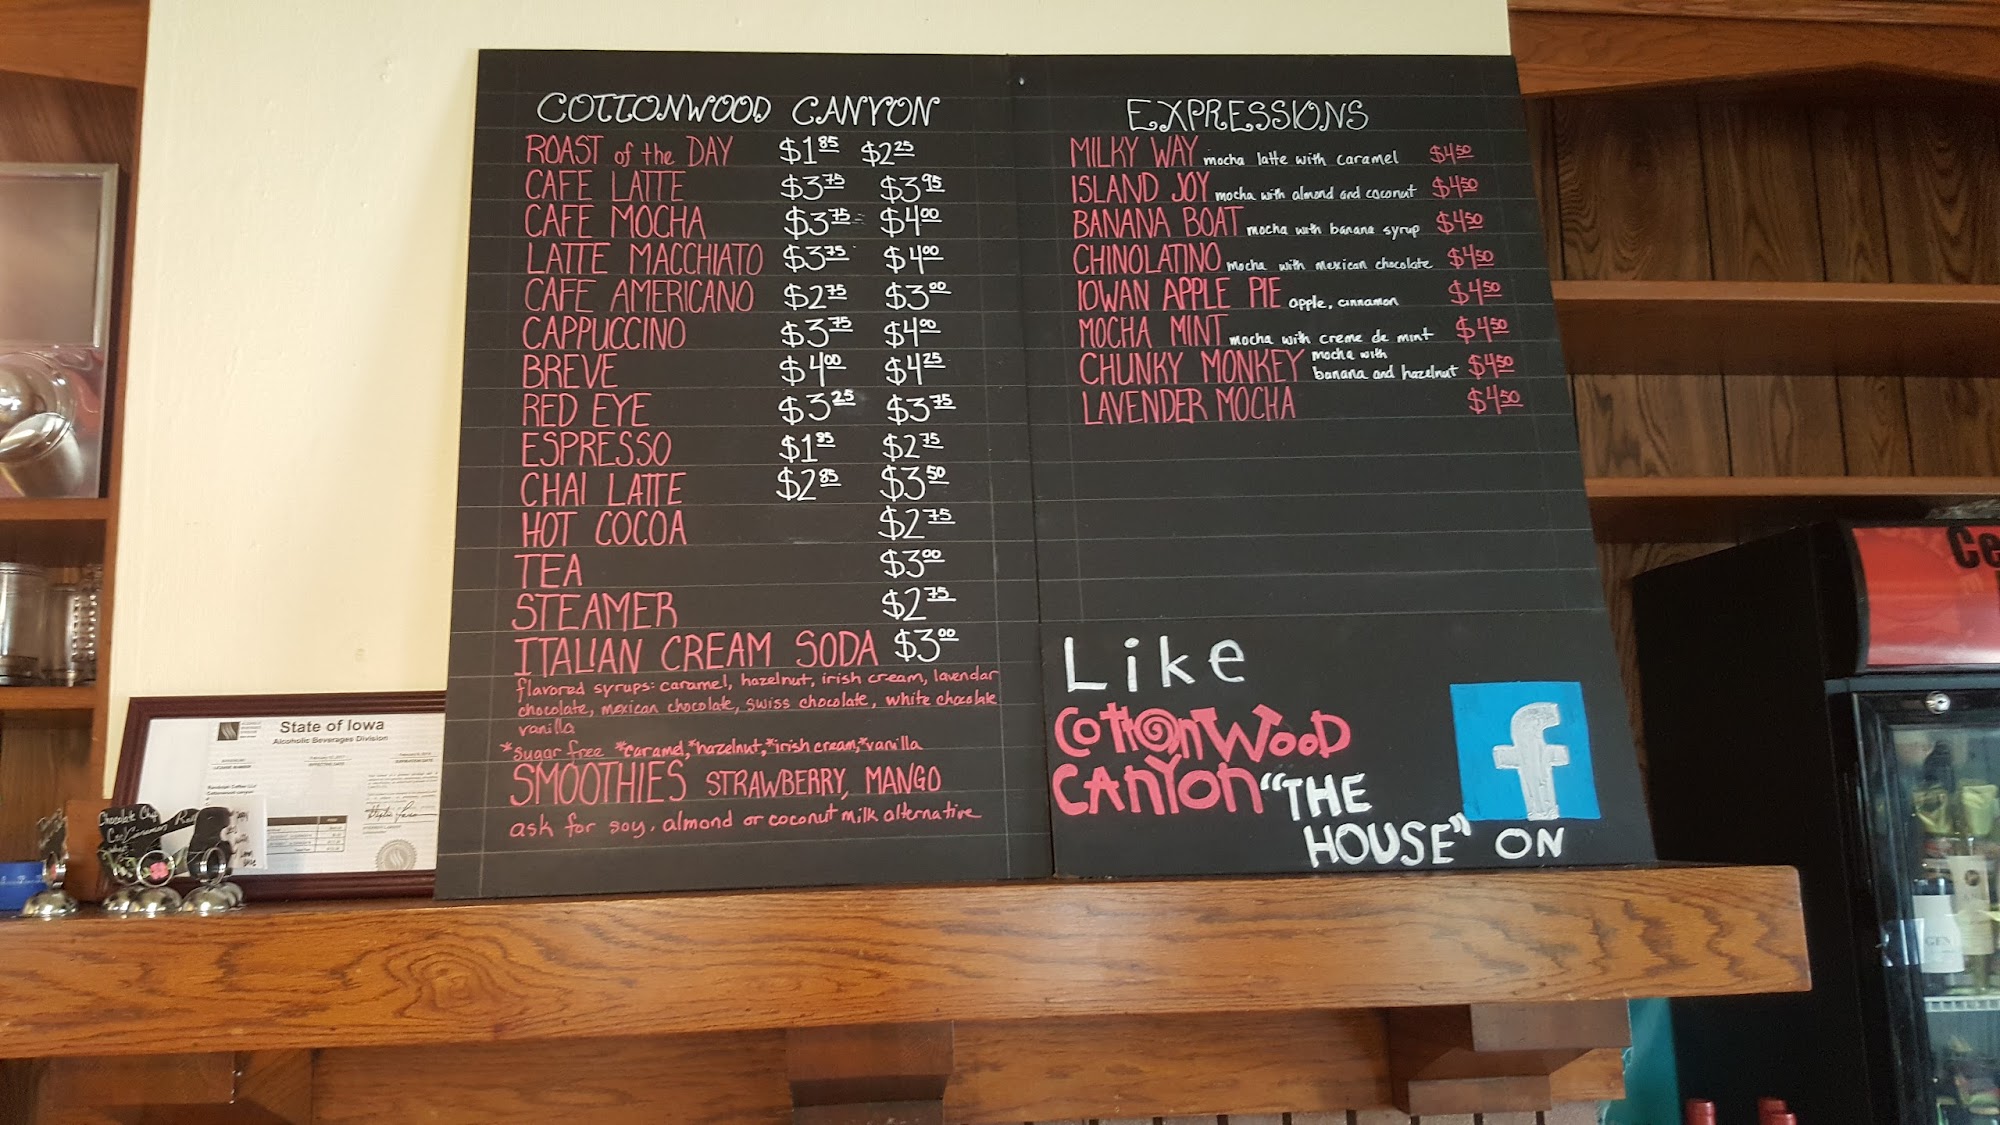 COTTONWOOD CANYON
ROAST of the DAY $1 85 $2 25
CAFE LATTE $3 75 $3 95
CAFE MOCHA $3 75 $4 00
LATTE MACCHIATO $3 75 $4 00
CAFE AMERICANO $2 75 $3 00
CAPPUCCINO $3 75 $4 00
BREVE $4 00 $4 25
RED EYE $3 25 $3 75
ESPRESSO $1 85 $2 75
CHAI LATTE $2 85 $3 50
HOT COCOA $2 75
TEA $3 00
STEAMER $2 75
ITALIAN CREAM SODA $3 00
flavored syrups: caramel, hazelnut, irish cream, lavendar
chocolate, mexican chocolate, swiss chocolate, white chocolate
vanilla
*sugar free *caramel,*hazelnut,*irish cream,*vanilla
SMOOTHIES STRAWBERRY, MANGO
ask for soy, almond or coconut milk alternative
EXPRESSIONS
MILKY WAY mocha latte with caramel $4 50
ISLAND JOY mocha with almond and coconut $4 50
BANANA BOAT mocha with banana syrup $4 50
CHINOLATINO mocha with mexican chocolate $4 50
IOWAN APPLE PIE apple, cinnamon $4 50
MOCHA MINT mocha with creme de mint $4 50
CHUNKY MONKEY mocha with
banana and hazelnut $4 50
LAVENDER MOCHA $4 50
Like
COTTONWOOD
CANYON "THE
HOUSE" ON
f
State of Iowa
Alcoholic Beverages Division
Chocolate Chip